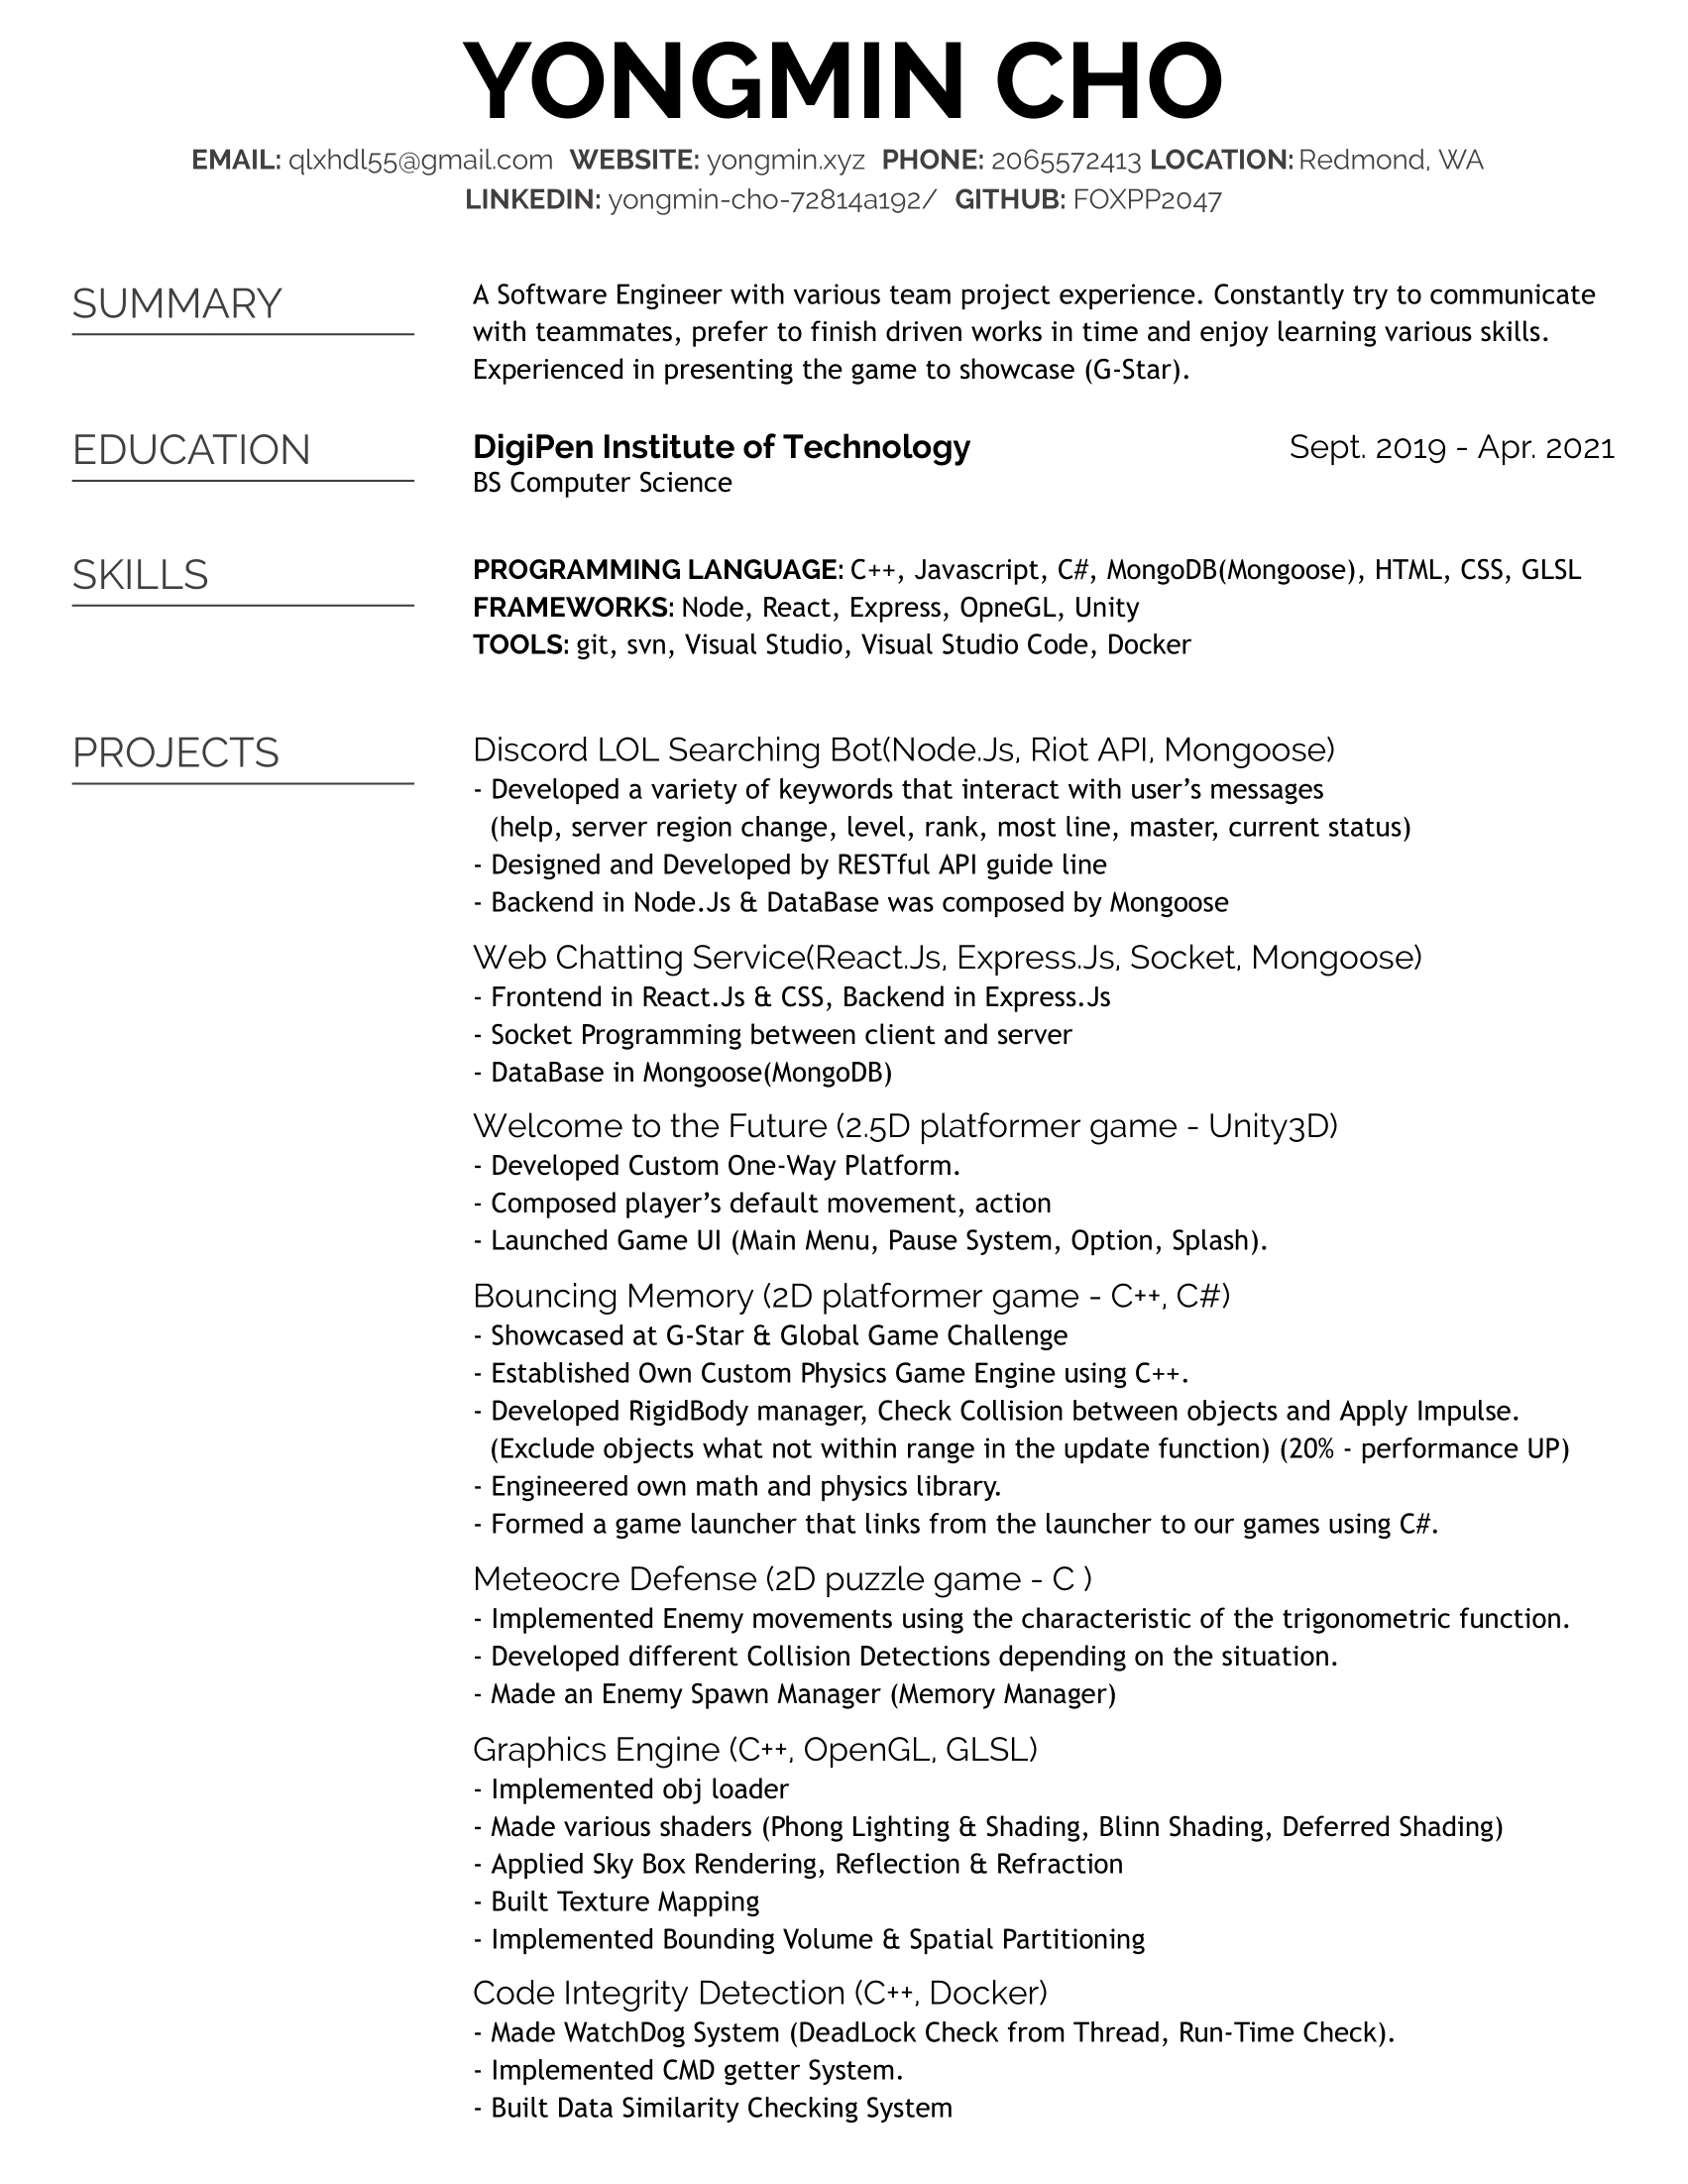 YONGMIN CHO
EMAIL: qlxhdl55@gmail.com WEBSITE: yongmin.xyz PHONE: 2065572413 LOCATION: Redmond, WA
LINKEDIN: yongmin-cho-72814a192/ GITHUB: FOXPP2047
SUMMARY
A Software Engineer with various team project experience. Constantly try to communicate
with teammates, prefer to finish driven works in time and enjoy learning various skills.
Experienced in presenting the game to showcase (G-Star).
EDUCATION
DigiPen Institute of Technology Sept. 2019 - Apr. 2021
BS Computer Science
SKILLS
PROGRAMMING LANGUAGE: C++, Javascript, C#, MongoDB(Mongoose), HTML, CSS, GLSL
FRAMEWORKS: Node, React, Express, OpneGL, Unity
TOOLS: git, svn, Visual Studio, Visual Studio Code, Docker
PROJECTS
Discord LOL Searching Bot(Node.Js, Riot API, Mongoose)
- Developed a variety of keywords that interact with user’s messages
(help, server region change, level, rank, most line, master, current status)
- Designed and Developed by RESTful API guide line
- Backend in Node.Js & DataBase was composed by Mongoose
Web Chatting Service(React.Js, Express.Js, Socket, Mongoose)
- Frontend in React.Js & CSS, Backend in Express.Js
- Socket Programming between client and server
- DataBase in Mongoose(MongoDB)
Welcome to the Future (2.5D platformer game - Unity3D)
- Developed Custom One-Way Platform.
- Composed player’s default movement, action
- Launched Game UI (Main Menu, Pause System, Option, Splash).
Bouncing Memory (2D platformer game - C++, C#)
- Showcased at G-Star & Global Game Challenge
- Established Own Custom Physics Game Engine using C++.
- Developed RigidBody manager, Check Collision between objects and Apply Impulse.
(Exclude objects what not within range in the update function) (20% - performance UP)
- Engineered own math and physics library.
- Formed a game launcher that links from the launcher to our games using C#.
Meteocre Defense (2D puzzle game - C )
- Implemented Enemy movements using the characteristic of the trigonometric function.
- Developed different Collision Detections depending on the situation.
- Made an Enemy Spawn Manager (Memory Manager)
Graphics Engine (C++, OpenGL, GLSL)
- Implemented obj loader
- Made various shaders (Phong Lighting & Shading, Blinn Shading, Deferred Shading)
- Applied Sky Box Rendering, Reflection & Refraction
- Built Texture Mapping
- Implemented Bounding Volume & Spatial Partitioning
Code Integrity Detection (C++, Docker)
- Made WatchDog System (DeadLock Check from Thread, Run-Time Check).
- Implemented CMD getter System.
- Built Data Similarity Checking System